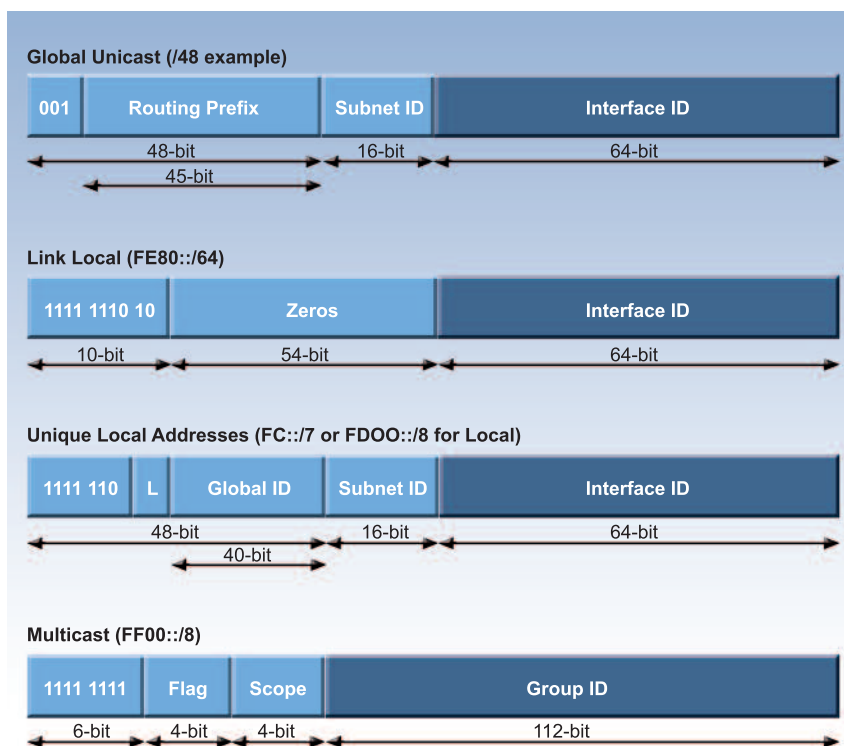 Global Unicast (/48 example)
001 Routing Prefix Subnet ID Interface ID
48-bit 16-bit 64-bit
45-bit
Link Local (FE80::/64)
1111 1110 10 Zeros Interface ID
10-bit 54-bit 64-bit
Unique Local Addresses (FC::/7 or FDOO::/8 for Local)
1111 110 L Global ID Subnet ID Interface ID
48-bit 16-bit 64-bit
40-bit
Multicast (FF00::/8)
1111 1111 Flag Scope Group ID
6-bit 4-bit 4-bit 112-bit